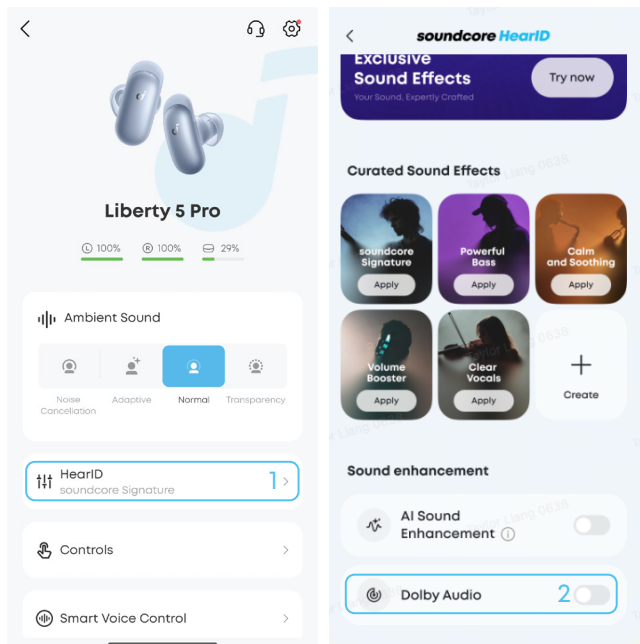 Liberty 5 Pro
L 100%
R 100%
29%
Ambient Sound
Noise
Cancellation
Adaptive
Normal
Transparency
HearID
soundcore Signature
1
Controls
Smart Voice Control
soundcore HearID
Exclusive
Sound Effects
Your Sound, Expertly Crafted
Try now
Curated Sound Effects
soundcore
Signature
Apply
Powerful
Bass
Apply
Calm
and Soothing
Apply
Volume
Booster
Apply
Clear
Vocals
Apply
Create
Sound enhancement
AI Sound
Enhancement
Dolby Audio
2
Taylor Liang 0638